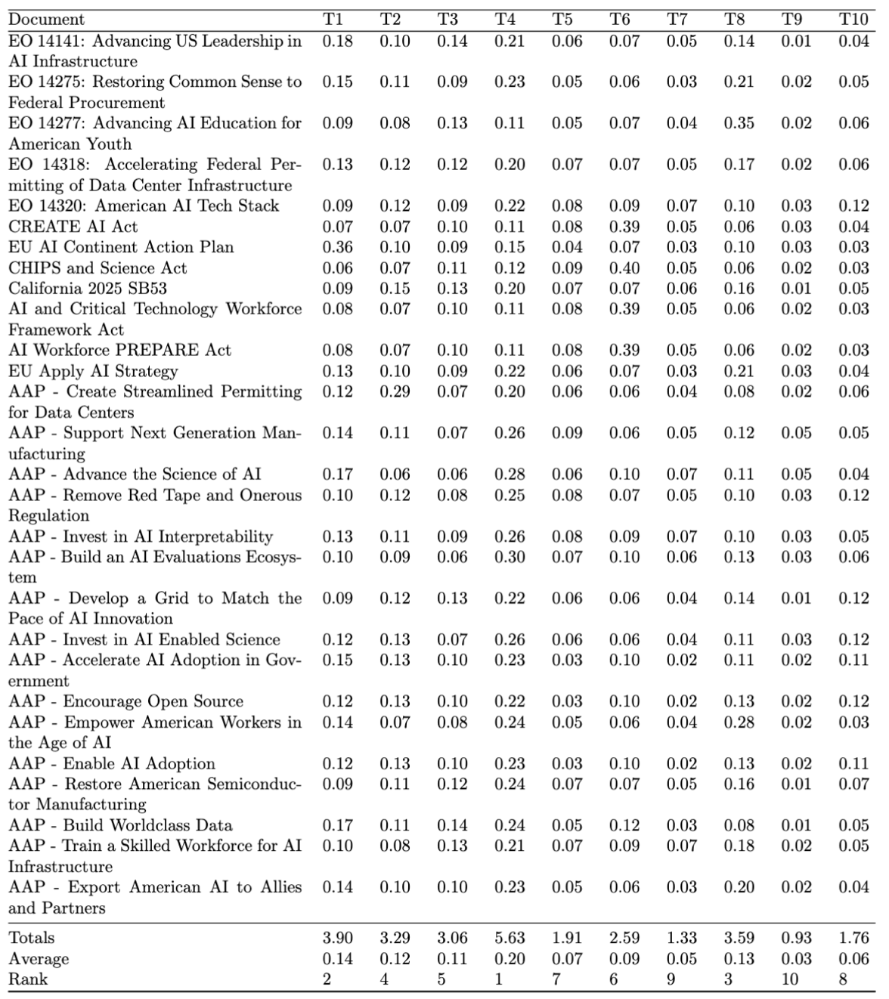 Document T1 T2 T3 T4 T5 T6 T7 T8 T9 T10
EO 14141: Advancing US Leadership in 0.18 0.10 0.14 0.21 0.06 0.07 0.05 0.14 0.01 0.04
AI Infrastructure
EO 14275: Restoring Common Sense to 0.15 0.11 0.09 0.23 0.05 0.06 0.03 0.21 0.02 0.05
Federal Procurement
EO 14277: Advancing AI Education for 0.09 0.08 0.13 0.11 0.05 0.07 0.04 0.35 0.02 0.06
American Youth
EO 14318: Accelerating Federal Per- 0.13 0.12 0.12 0.20 0.07 0.07 0.05 0.17 0.02 0.06
mitting of Data Center Infrastructure
EO 14320: American AI Tech Stack 0.09 0.12 0.09 0.22 0.08 0.09 0.07 0.10 0.03 0.12
CREATE AI Act 0.07 0.07 0.10 0.11 0.08 0.39 0.05 0.06 0.03 0.04
EU AI Continent Action Plan 0.36 0.10 0.09 0.15 0.04 0.07 0.03 0.10 0.03 0.03
CHIPS and Science Act 0.06 0.07 0.11 0.12 0.09 0.40 0.05 0.06 0.02 0.03
California 2025 SB53 0.09 0.15 0.13 0.20 0.07 0.07 0.06 0.16 0.01 0.05
AI and Critical Technology Workforce 0.08 0.07 0.10 0.11 0.08 0.39 0.05 0.06 0.02 0.03
Framework Act
AI Workforce PREPARE Act 0.08 0.07 0.10 0.11 0.08 0.39 0.05 0.06 0.02 0.03
EU Apply AI Strategy 0.13 0.10 0.09 0.22 0.06 0.07 0.03 0.21 0.03 0.04
AAP - Create Streamlined Permitting 0.12 0.29 0.07 0.20 0.06 0.06 0.04 0.08 0.02 0.06
for Data Centers
AAP - Support Next Generation Man- 0.14 0.11 0.07 0.26 0.09 0.06 0.05 0.12 0.05 0.05
ufacturing
AAP - Advance the Science of AI 0.17 0.06 0.06 0.28 0.06 0.10 0.07 0.11 0.05 0.04
AAP - Remove Red Tape and Onerous 0.10 0.12 0.08 0.25 0.08 0.07 0.05 0.10 0.03 0.12
Regulation
AAP - Invest in AI Interpretability 0.13 0.11 0.09 0.26 0.08 0.09 0.07 0.10 0.03 0.05
AAP - Build an AI Evaluations Ecosys- 0.10 0.09 0.06 0.30 0.07 0.10 0.06 0.13 0.03 0.06
tem
AAP - Develop a Grid to Match the 0.09 0.12 0.13 0.22 0.06 0.06 0.04 0.14 0.01 0.12
Pace of AI Innovation
AAP - Invest in AI Enabled Science 0.12 0.13 0.07 0.26 0.06 0.06 0.04 0.11 0.03 0.12
AAP - Accelerate AI Adoption in Gov- 0.15 0.13 0.10 0.23 0.03 0.10 0.02 0.11 0.02 0.11
ernment
AAP - Encourage Open Source 0.12 0.13 0.10 0.22 0.03 0.10 0.02 0.13 0.02 0.12
AAP - Empower American Workers in 0.14 0.07 0.08 0.24 0.05 0.06 0.04 0.28 0.02 0.03
the Age of AI
AAP - Enable AI Adoption 0.12 0.13 0.10 0.23 0.03 0.10 0.02 0.13 0.02 0.11
AAP - Restore American Semiconduc- 0.09 0.11 0.12 0.24 0.07 0.07 0.05 0.16 0.01 0.07
tor Manufacturing
AAP - Build Worldclass Data 0.17 0.11 0.14 0.24 0.05 0.12 0.03 0.08 0.01 0.05
AAP - Train a Skilled Workforce for AI 0.10 0.08 0.13 0.21 0.07 0.09 0.07 0.18 0.02 0.05
Infrastructure
AAP - Export American AI to Allies 0.14 0.10 0.10 0.23 0.05 0.06 0.03 0.20 0.02 0.04
and Partners
Totals 3.90 3.29 3.06 5.63 1.91 2.59 1.33 3.59 0.93 1.76
Average 0.14 0.12 0.11 0.20 0.07 0.09 0.05 0.13 0.03 0.06
Rank 2 4 5 1 7 6 9 3 10 8